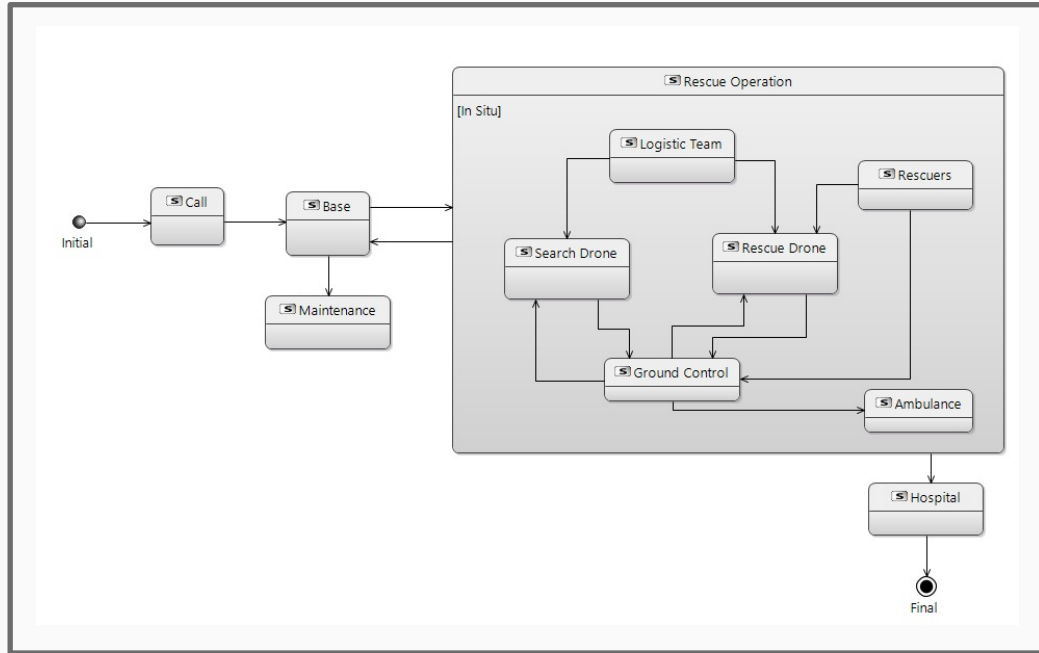 Rescue Operation
[In Situ]
Logistic Team
Rescuers
Call
Base
Initial
Search Drone
Rescue Drone
Maintenance
Ground Control
Ambulance
Hospital
Final